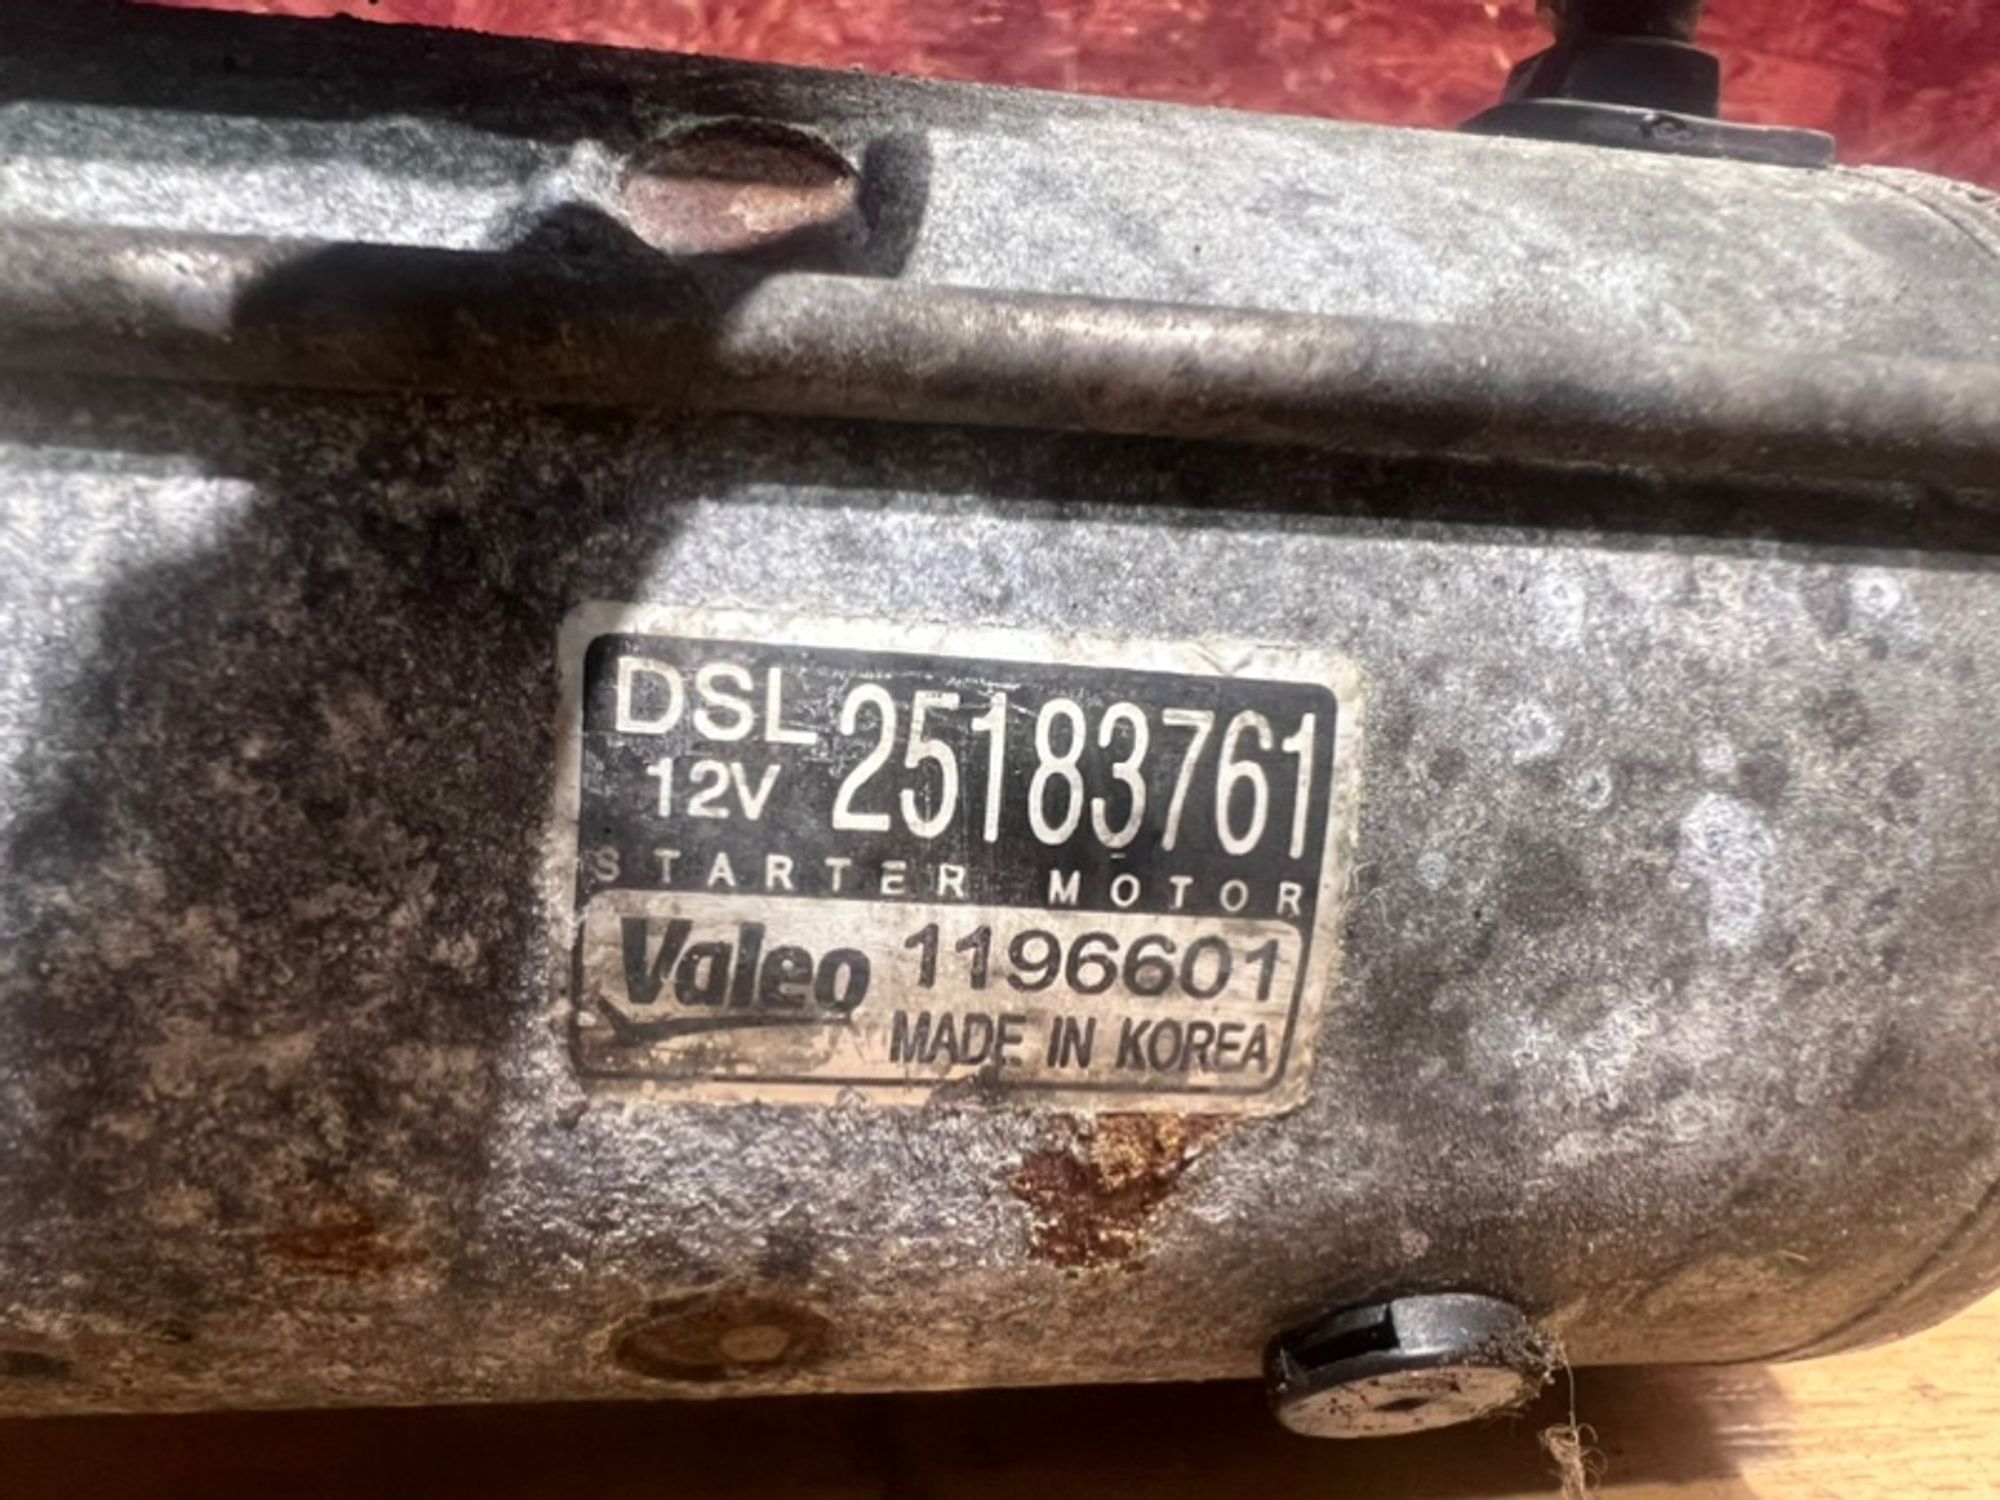 DSL 25183761
12V
STARTER MOTOR
Valeo 1196601
MADE IN KOREA